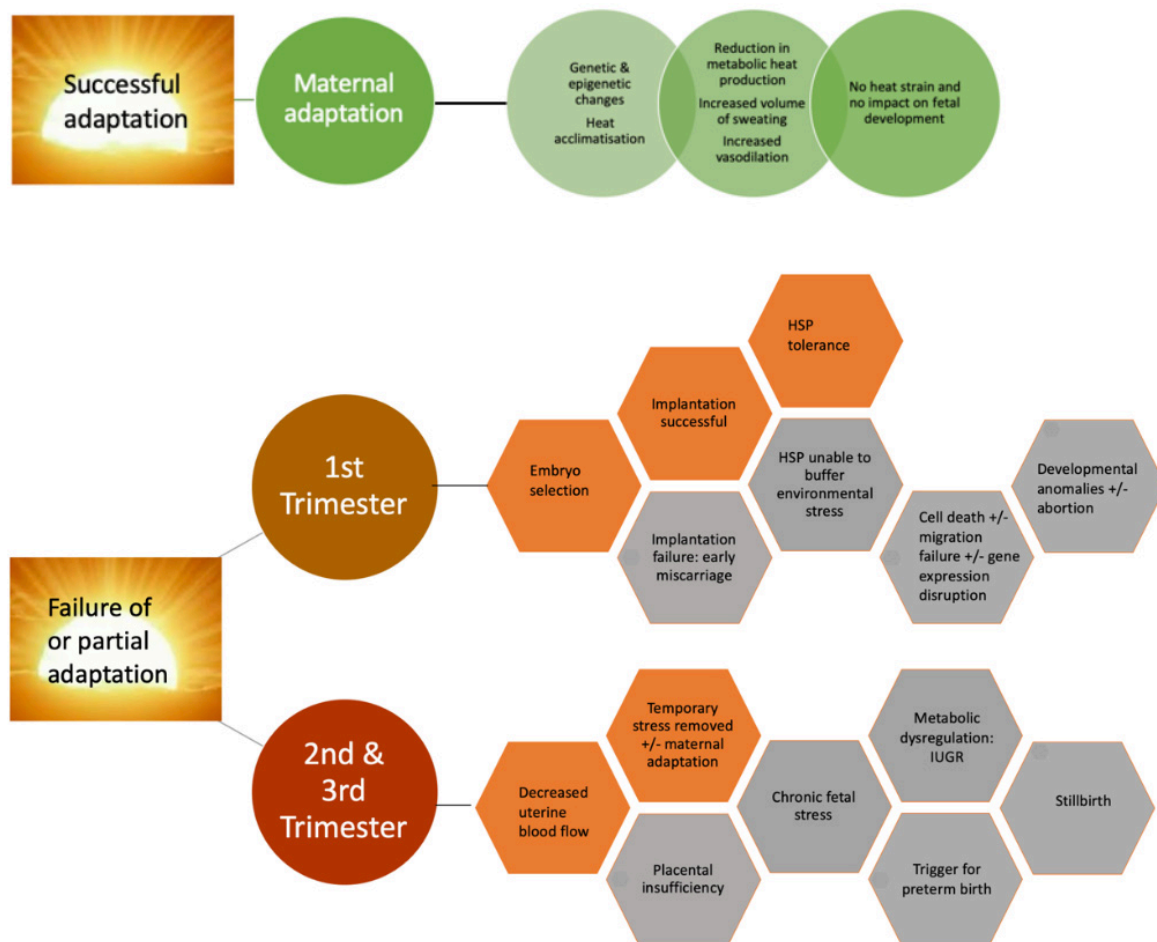 Successful
adaptation
Maternal
adaptation
Genetic &
epigenetic
changes
Heat
acclimatisation
Reduction in
metabolic heat
production
Increased volume
of sweating
Increased
vasodilation
No heat strain and
no impact on fetal
development
Failure of
or partial
adaptation
1st
Trimester
Embryo
selection
Implantation
successful
HSP
tolerance
Implantation
failure: early
miscarriage
HSP unable to
buffer
environmental
stress
Cell death +/-
migration
failure +/- gene
expression
disruption
Developmental
anomalies +/-
abortion
2nd &
3rd
Trimester
Decreased
uterine
blood flow
Temporary
stress removed
+/- maternal
adaptation
Placental
insufficiency
Chronic fetal
stress
Metabolic
dysregulation:
IUGR
Trigger for
preterm birth
Stillbirth